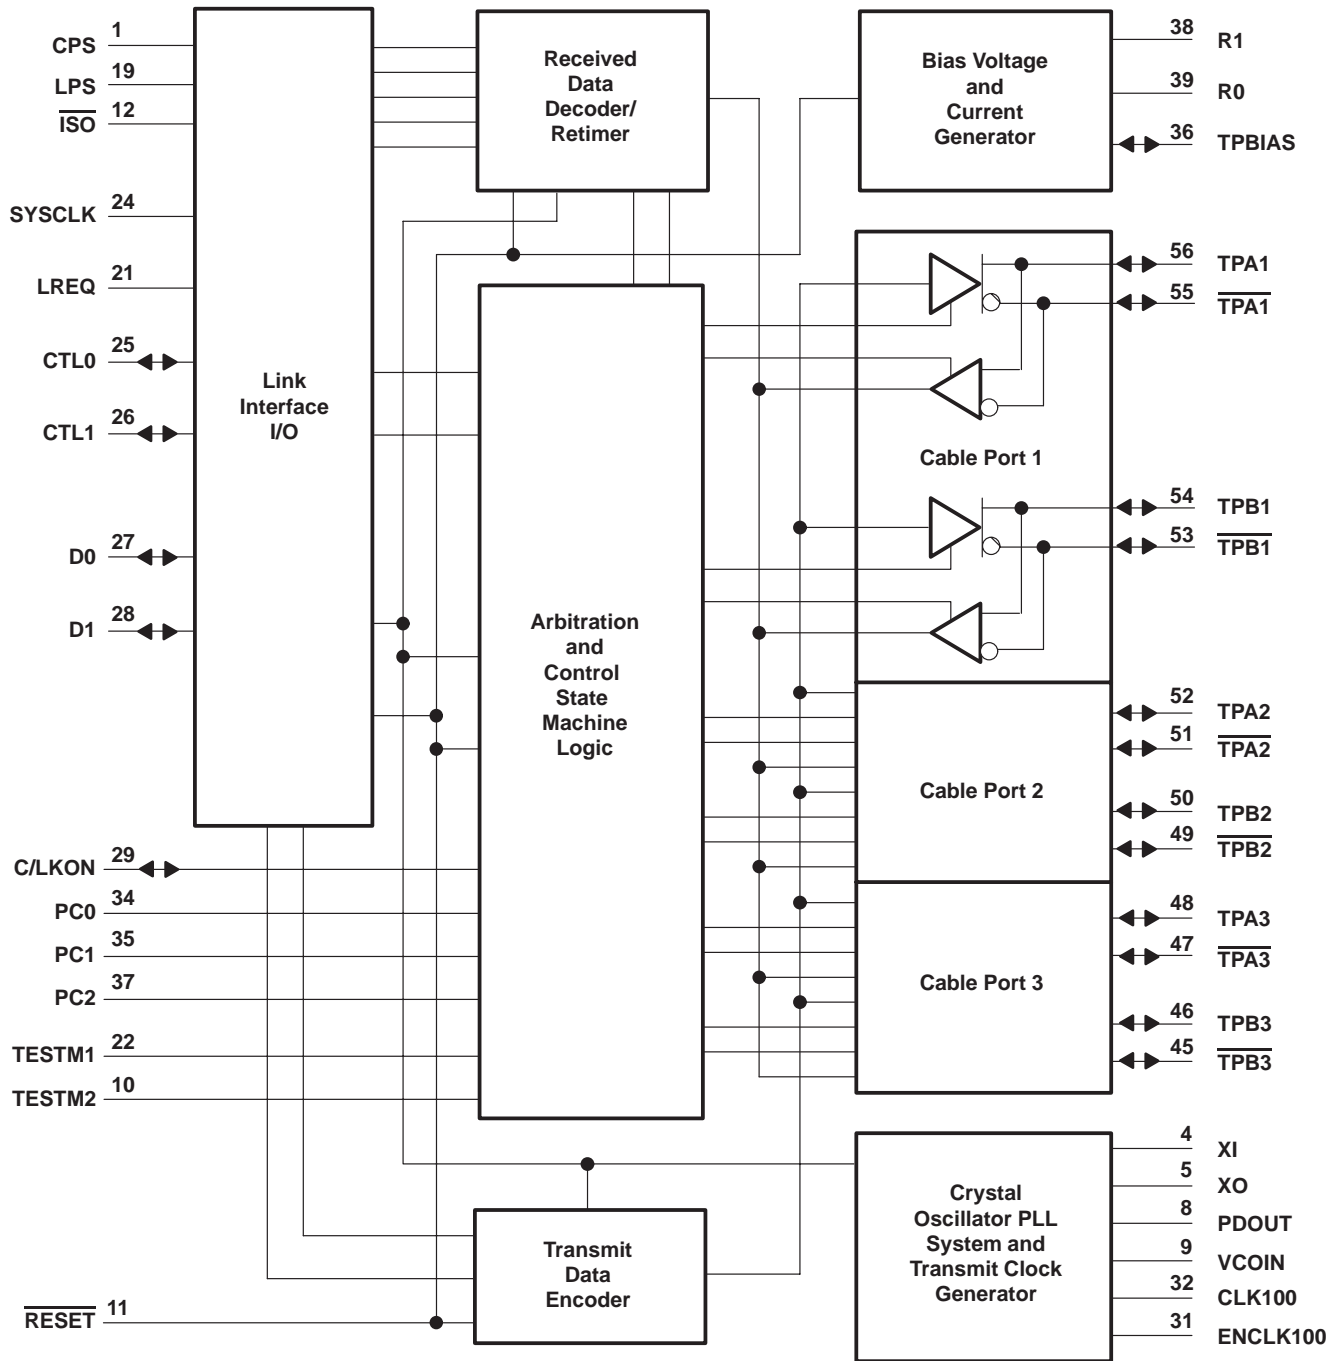 CPS 1
LPS 19
ISO 12
SYSCLK 24
LREQ 21
CTL0 25
CTL1 26
D0 27
D1 28
C/LKON 29
PC0 34
PC1 35
PC2 37
TESTM1 22
TESTM2 10
RESET 11
Link
Interface
I/O
Received
Data
Decoder/
Retimer
Arbitration
and
Control
State
Machine
Logic
Transmit
Data
Encoder
Bias Voltage
and
Current
Generator
Cable Port 1
Cable Port 2
Cable Port 3
Crystal
Oscillator PLL
System and
Transmit Clock
Generator
38 R1
39 R0
36 TPBIAS
56 TPA1
55 TPA1
54 TPB1
53 TPB1
52 TPA2
51 TPA2
50 TPB2
49 TPB2
48 TPA3
47 TPA3
46 TPB3
45 TPB3
4 XI
5 XO
8 PDOUT
9 VCOIN
32 CLK100
31 ENCLK100